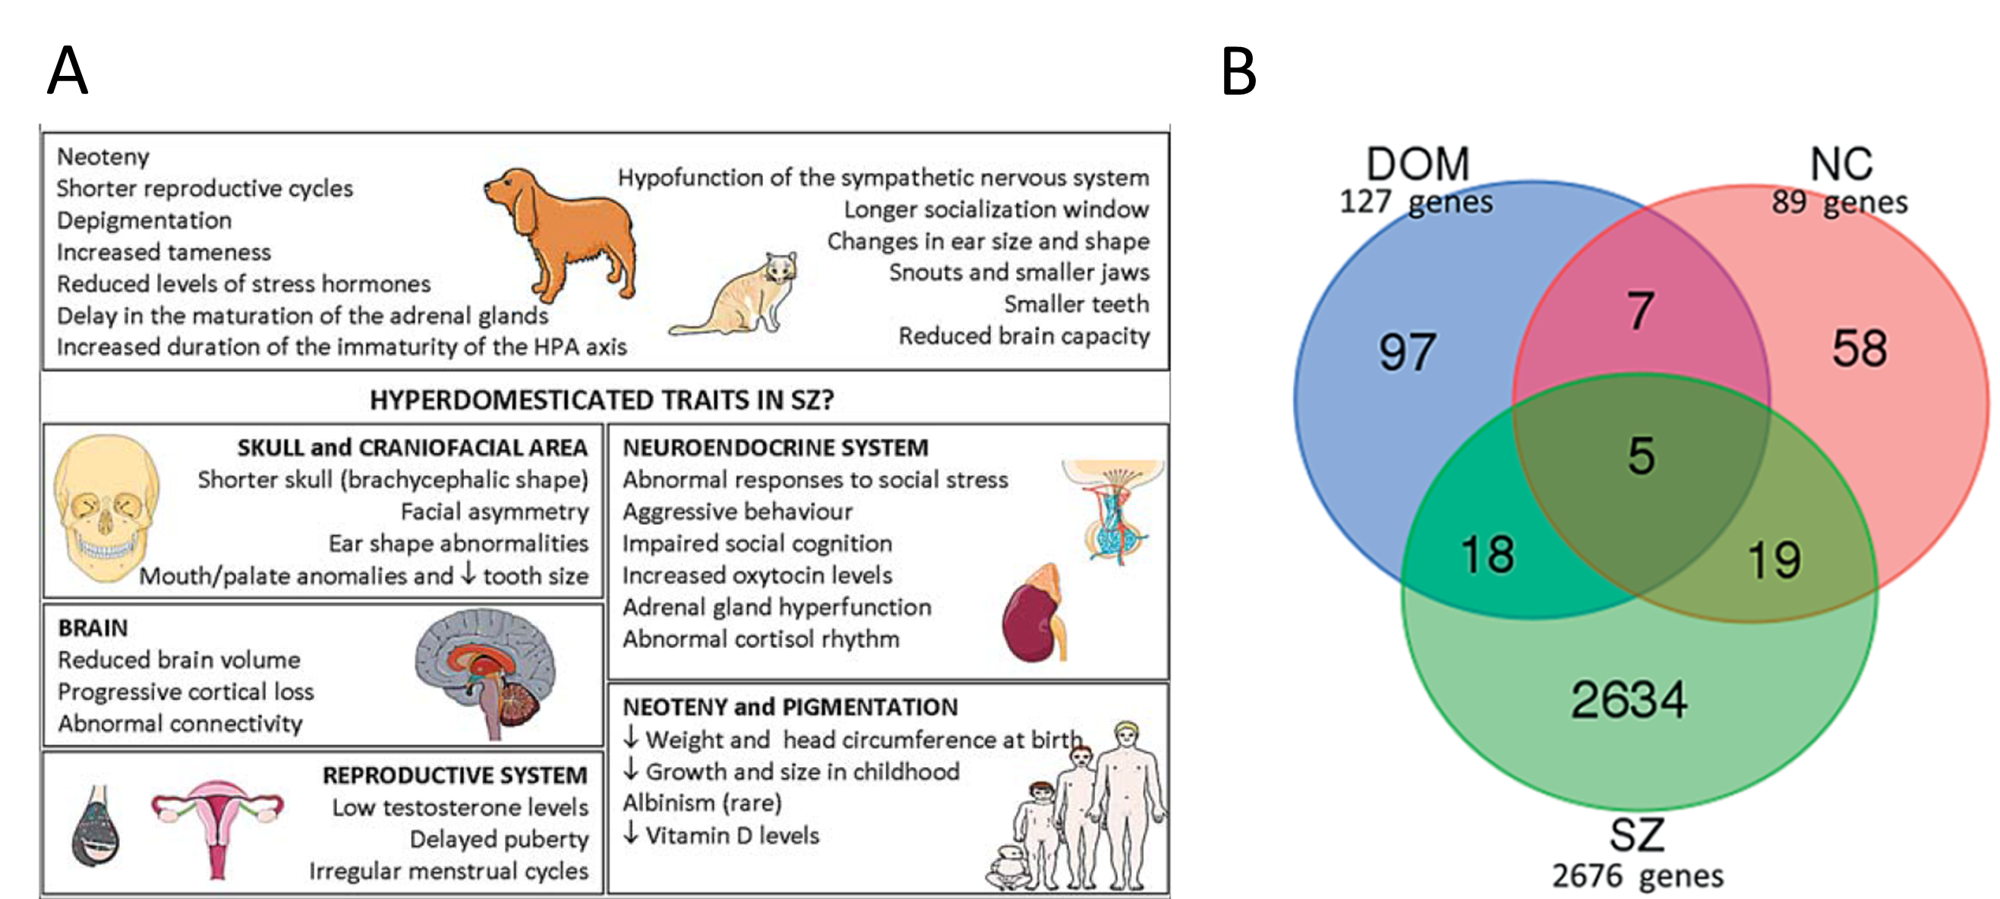 A
Neoteny
Shorter reproductive cycles
Depigmentation
Increased tameness
Reduced levels of stress hormones
Delay in the maturation of the adrenal glands
Increased duration of the immaturity of the HPA axis
Hypofunction of the sympathetic nervous system
Longer socialization window
Changes in ear size and shape
Snouts and smaller jaws
Smaller teeth
Reduced brain capacity
HYPERDOMESTICATED TRAITS IN SZ?
SKULL and CRANIOFACIAL AREA
Shorter skull (brachycephalic shape)
Facial asymmetry
Ear shape abnormalities
Mouth/palate anomalies and ↓ tooth size
BRAIN
Reduced brain volume
Progressive cortical loss
Abnormal connectivity
REPRODUCTIVE SYSTEM
Low testosterone levels
Delayed puberty
Irregular menstrual cycles
NEUROENDOCRINE SYSTEM
Abnormal responses to social stress
Aggressive behaviour
Impaired social cognition
Increased oxytocin levels
Adrenal gland hyperfunction
Abnormal cortisol rhythm
NEOTENY and PIGMENTATION
↓ Weight and head circumference at birth
↓ Growth and size in childhood
Albinism (rare)
↓ Vitamin D levels
B
DOM
127 genes
NC
89 genes
7
97
58
5
18
19
2634
SZ
2676 genes